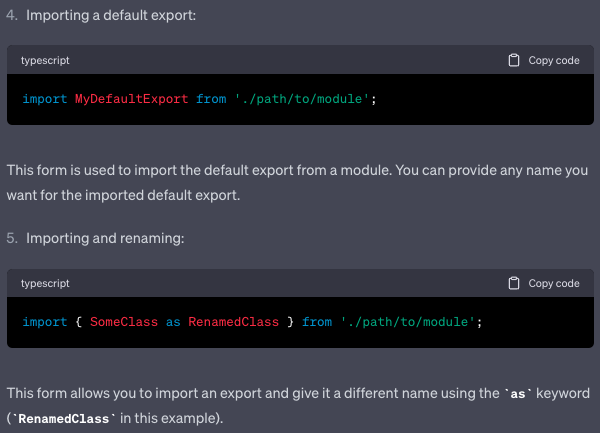 4. Importing a default export:
typescript Copy code
import MyDefaultExport from './path/to/module';
This form is used to import the default export from a module. You can provide any name you
want for the imported default export.
5. Importing and renaming:
typescript Copy code
import { SomeClass as RenamedClass } from './path/to/module';
This form allows you to import an export and give it a different name using the `as` keyword
(`RenamedClass` in this example).